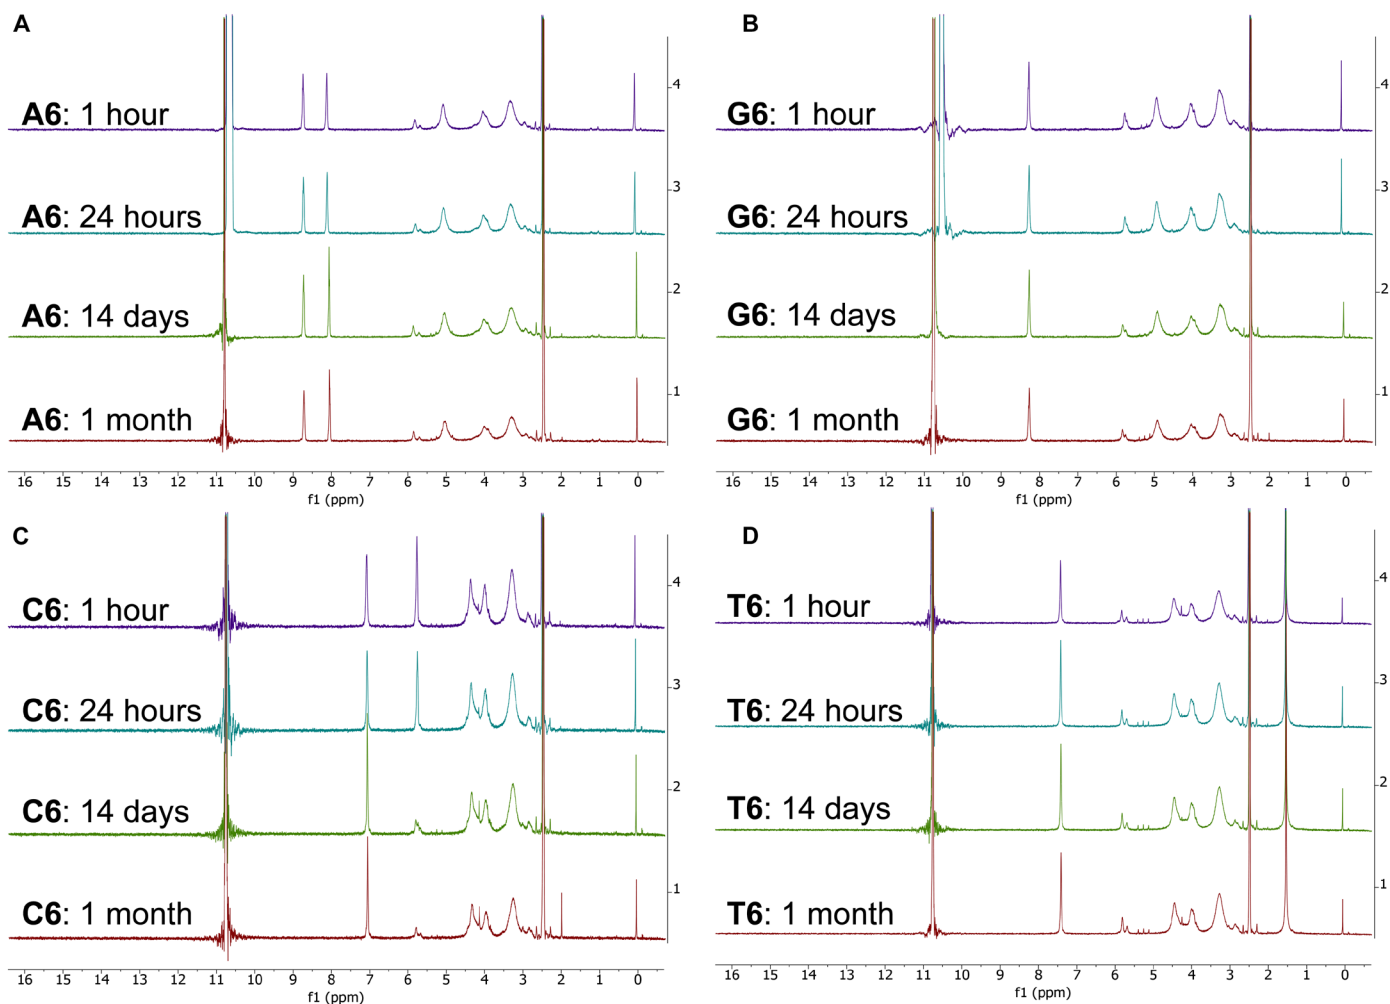 A
A6: 1 hour
A6: 24 hours
A6: 14 days
A6: 1 month
4
3
2
1
16 15 14 13 12 11 10 9 8 7 6 5 4 3 2 1 0
f1 (ppm)
B
G6: 1 hour
G6: 24 hours
G6: 14 days
G6: 1 month
4
3
2
1
16 15 14 13 12 11 10 9 8 7 6 5 4 3 2 1 0
f1 (ppm)
C
C6: 1 hour
C6: 24 hours
C6: 14 days
C6: 1 month
4
3
2
1
16 15 14 13 12 11 10 9 8 7 6 5 4 3 2 1 0
f1 (ppm)
D
T6: 1 hour
T6: 24 hours
T6: 14 days
T6: 1 month
4
3
2
1
16 15 14 13 12 11 10 9 8 7 6 5 4 3 2 1 0
f1 (ppm)